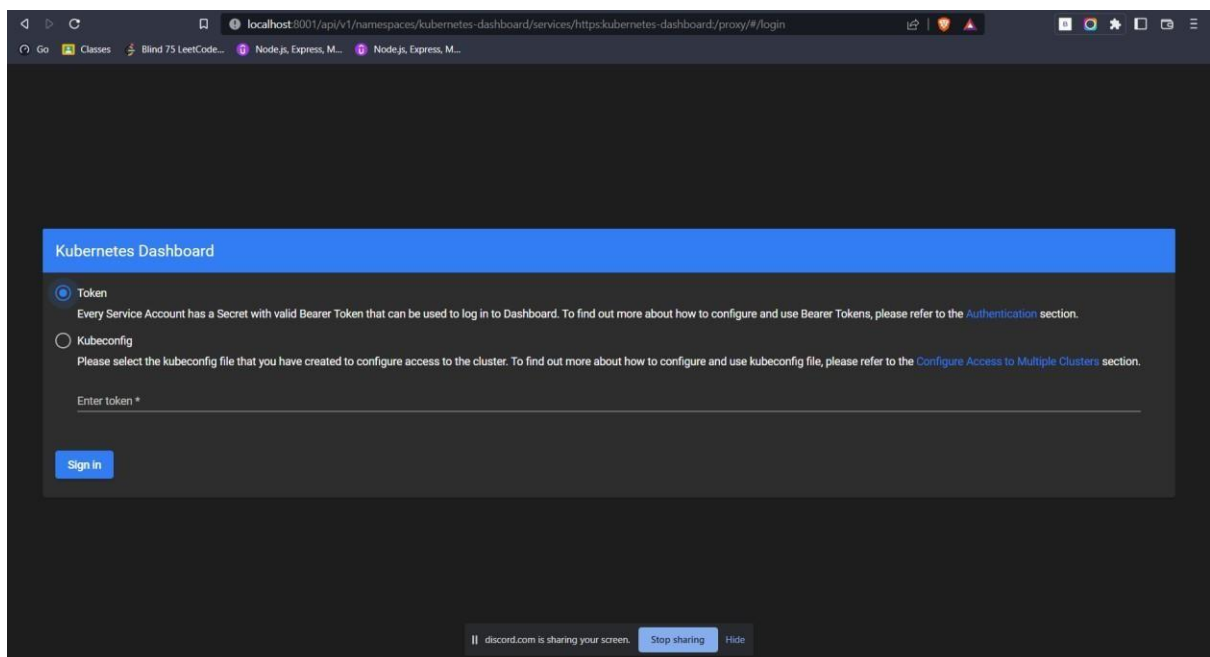 localhost:8001/api/v1/namespaces/kubernetes-dashboard/services/https:kubernetes-dashboard:/proxy/#/login
Go Classes Blind 75 LeetCode... Node.js, Express, M... Node.js, Express, M...
Kubernetes Dashboard
Token
Every Service Account has a Secret with valid Bearer Token that can be used to log in to Dashboard. To find out more about how to configure and use Bearer Tokens, please refer to the Authentication section.
Kubeconfig
Please select the kubeconfig file that you have created to configure access to the cluster. To find out more about how to configure and use kubeconfig file, please refer to the Configure Access to Multiple Clusters section.
Enter token *
Sign in
discord.com is sharing your screen. Stop sharing Hide